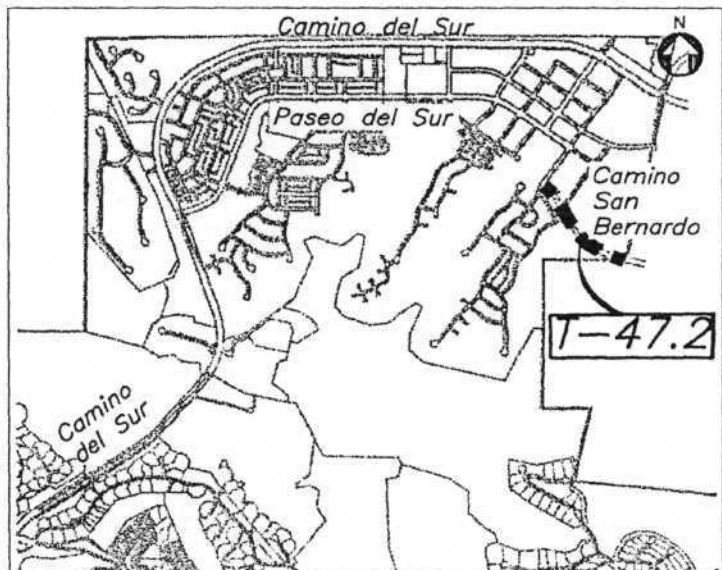 Camino del Sur
N
Paseo del Sur
Camino
San
Bernardo
T-47.2
Camino
del Sur